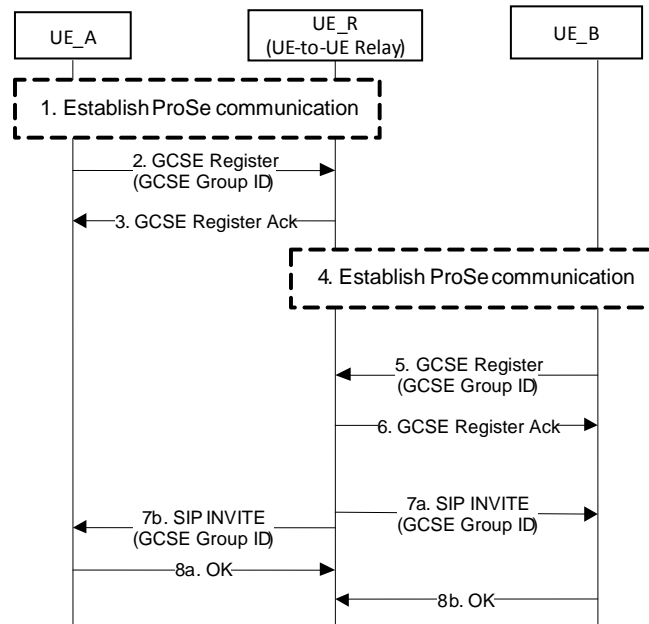 UE_A
UE_R
(UE-to-UE Relay)
UE_B
1. Establish ProSe communication
2. GCSE Register
(GCSE Group ID)
3. GCSE Register Ack
4. Establish ProSe communication
5. GCSE Register
(GCSE Group ID)
6. GCSE Register Ack
7b. SIP INVITE
(GCSE Group ID)
7a. SIP INVITE
(GCSE Group ID)
8a. OK
8b. OK